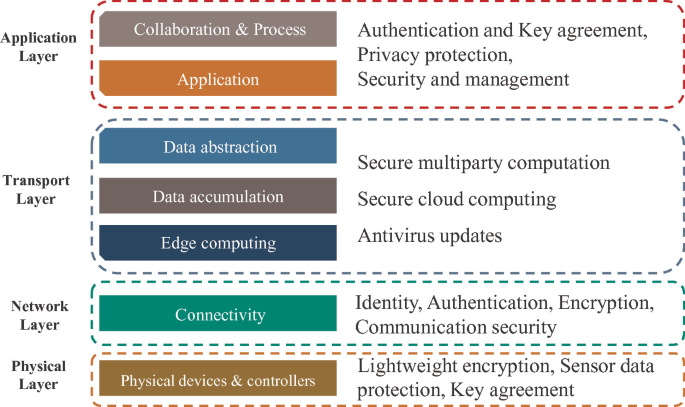 Application
Layer
Collaboration & Process
Application
Authentication and Key agreement,
Privacy protection,
Security and management
Transport
Layer
Data abstraction
Data accumulation
Edge computing
Secure multiparty computation
Secure cloud computing
Antivirus updates
Network
Layer
Connectivity
Identity, Authentication, Encryption,
Communication security
Physical
Layer
Physical devices & controllers
Lightweight encryption, Sensor data
protection, Key agreement